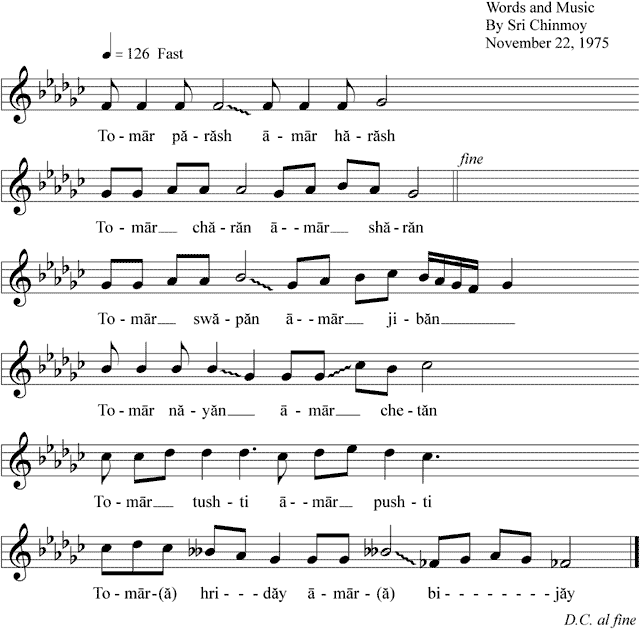 Words and Music
By Sri Chinmoy
November 22, 1975
= 126 Fast
To-mār pă-răsh ā-mār hă-răsh
fine
To-mār chă-răn ā--mār shă-răn
To-mār swă-păn ā--mār ji-băn
To-mār nă-yăn ā-mār che-tăn
To-mār tush-ti ā-mār push-ti
To-mār-(ă) hri--dăy ā-mār-(ă) bi-------jăy
D.C. al fine